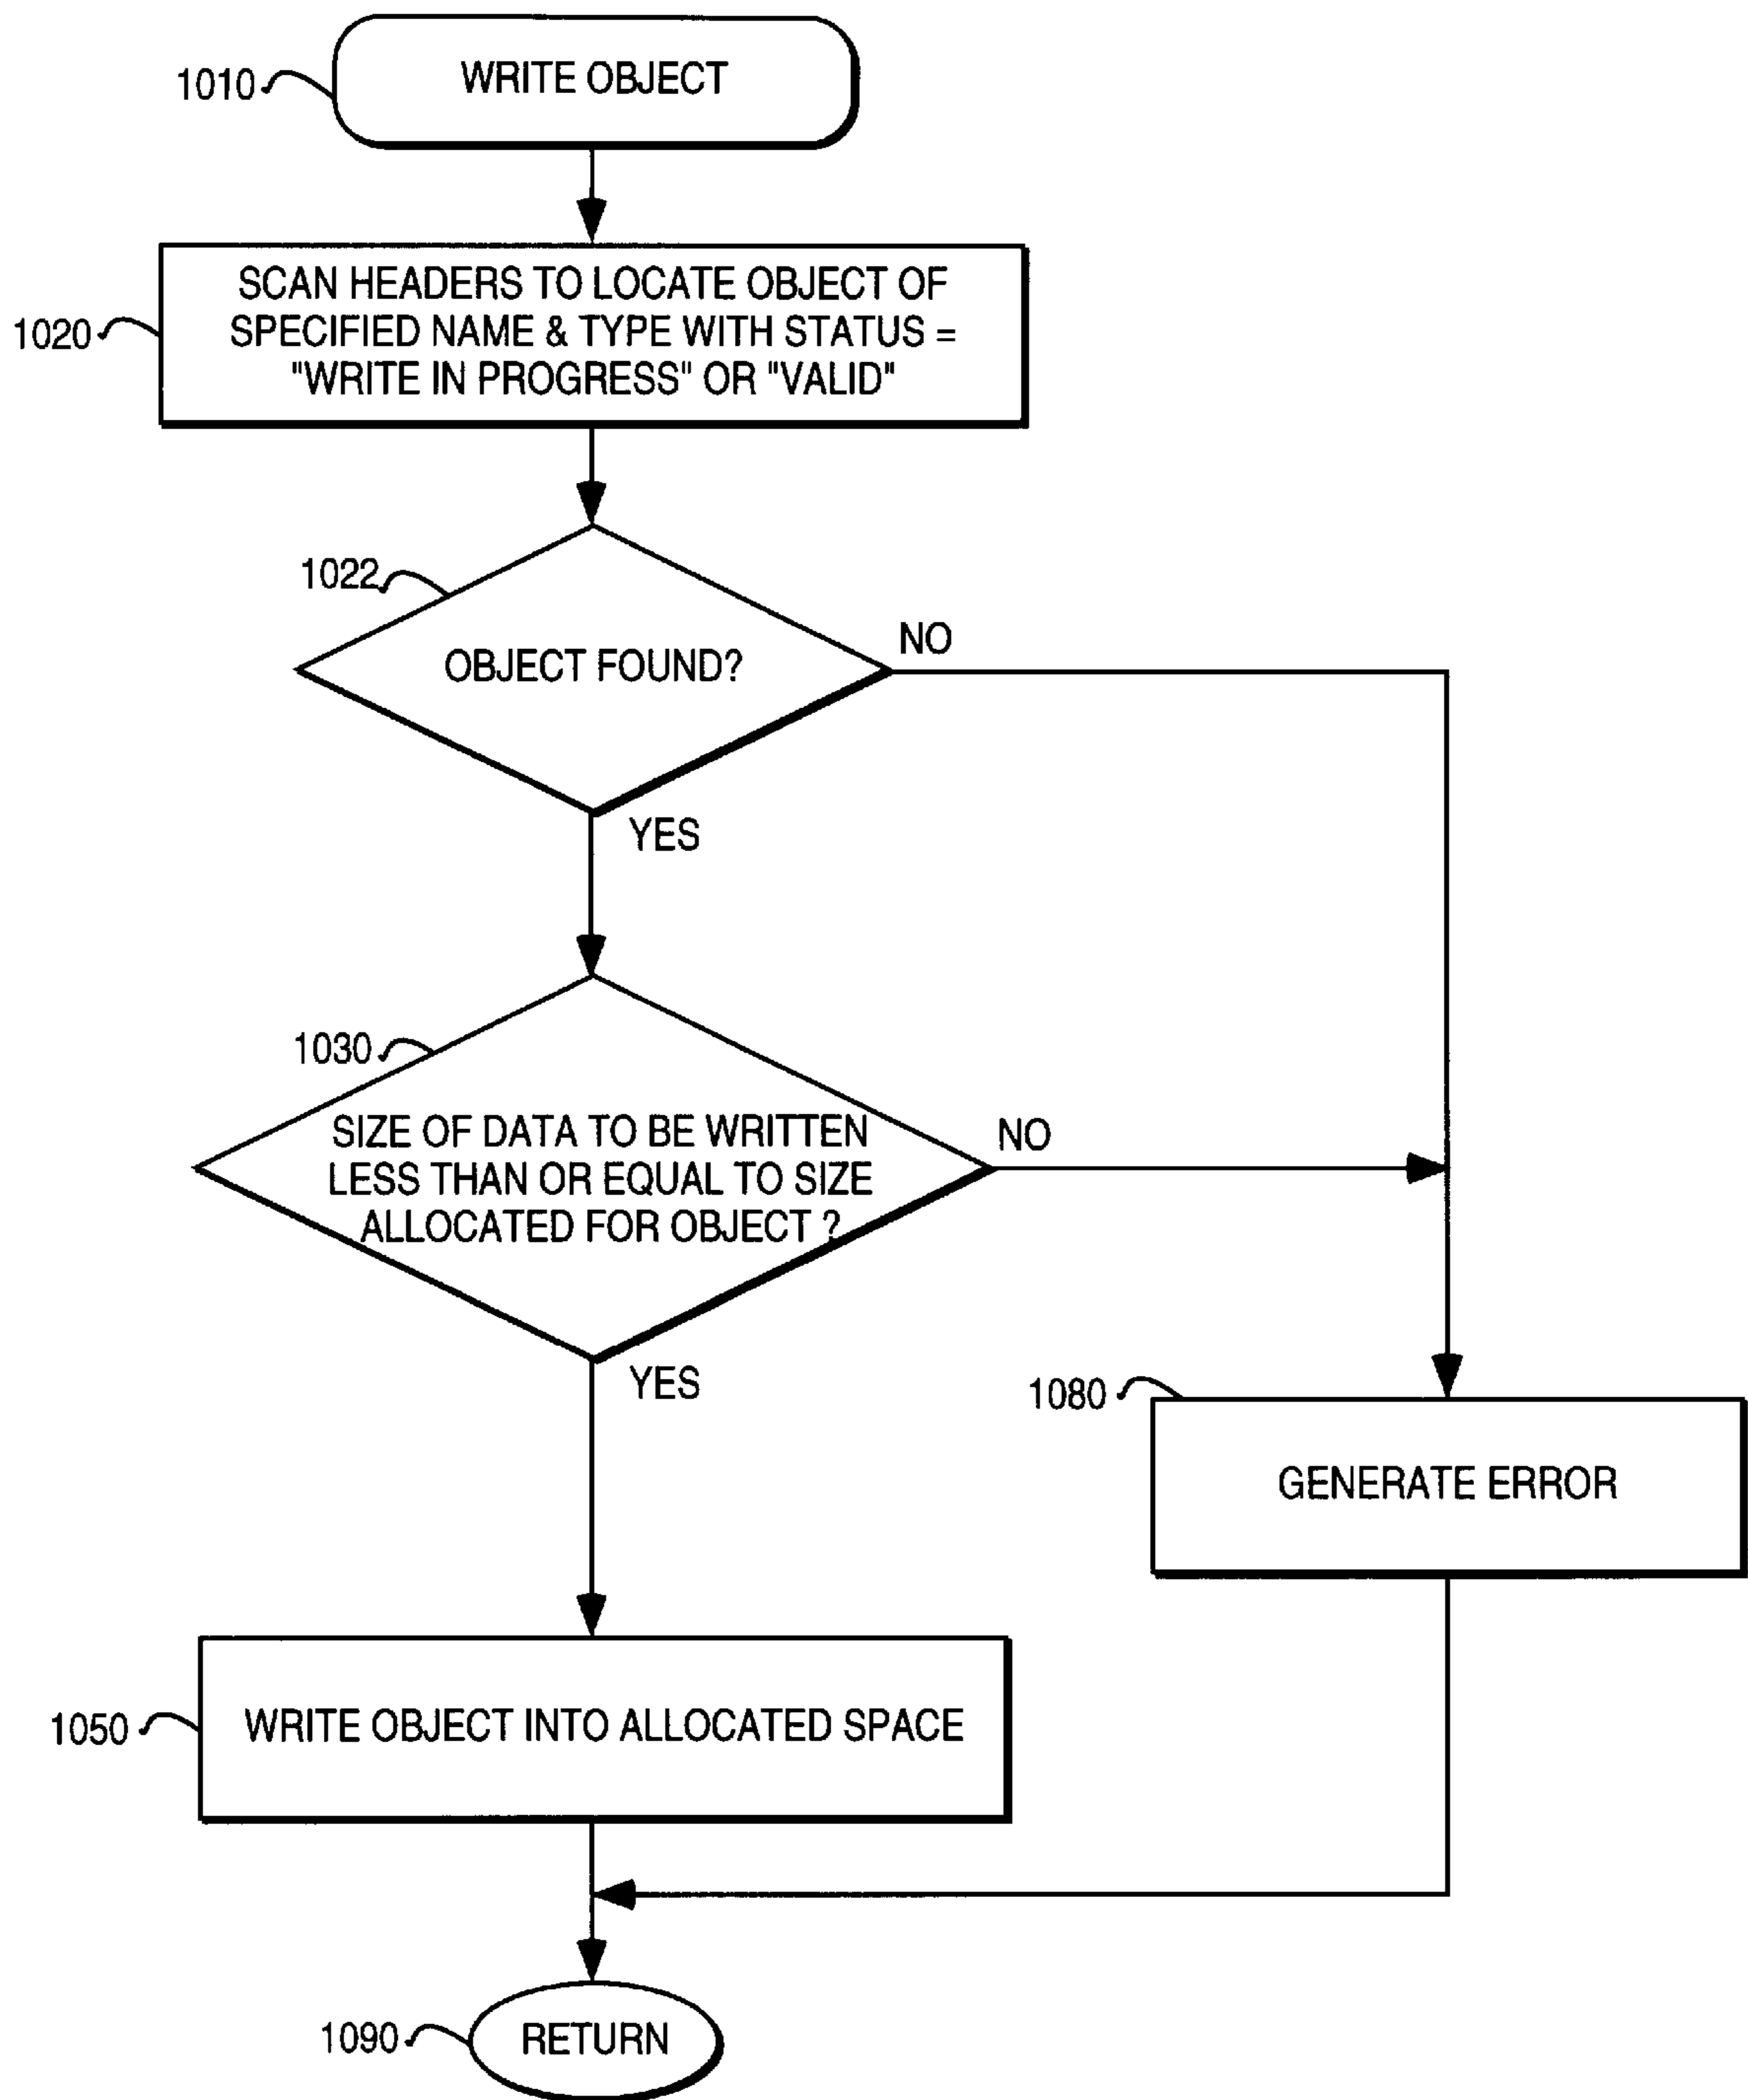 1010
WRITE OBJECT
1020
SCAN HEADERS TO LOCATE OBJECT OF
SPECIFIED NAME & TYPE WITH STATUS =
"WRITE IN PROGRESS" OR "VALID"
1022
OBJECT FOUND?
NO
YES
1030
SIZE OF DATA TO BE WRITTEN
LESS THAN OR EQUAL TO SIZE
ALLOCATED FOR OBJECT ?
NO
YES
1080
GENERATE ERROR
1050
WRITE OBJECT INTO ALLOCATED SPACE
1090
RETURN